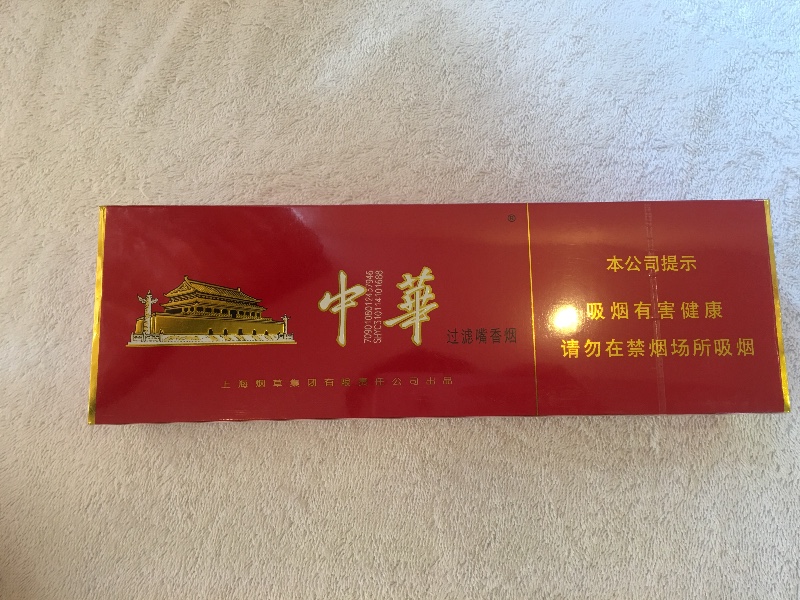 ®
中華
过滤嘴香烟
上海烟草集团有限责任公司出品
本公司提示
吸烟有害健康
请勿在禁烟场所吸烟